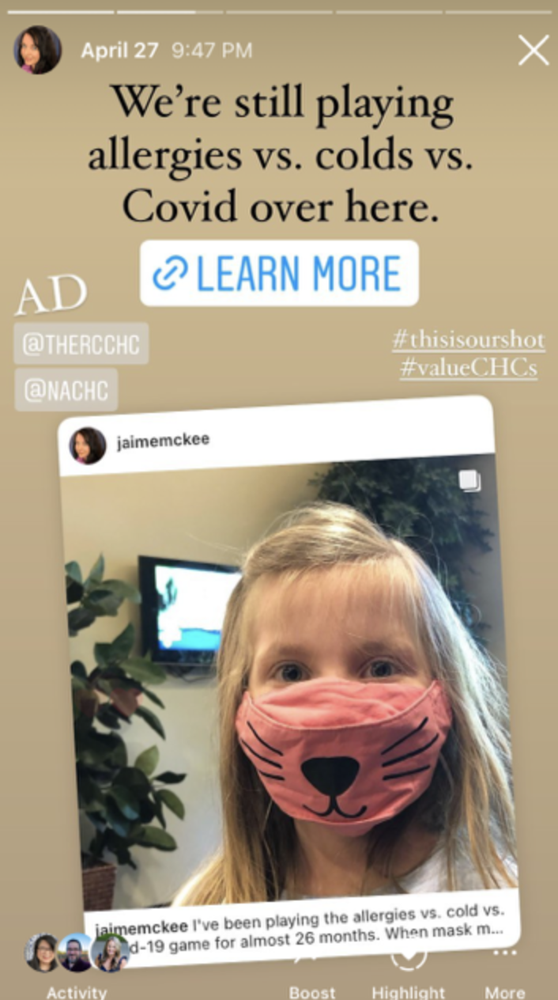 April 27 9:47 PM
We're still playing
allergies vs. colds vs.
Covid over here.
LEARN MORE
AD
@THERCCHC
@NACHC
#thisisourshot
#valueCHCs
jaimemckee
jaimemckee I've been playing the allergies vs. cold vs.
d-19 game for almost 26 months. When mask m...
Activity
Boost
Highlight
More